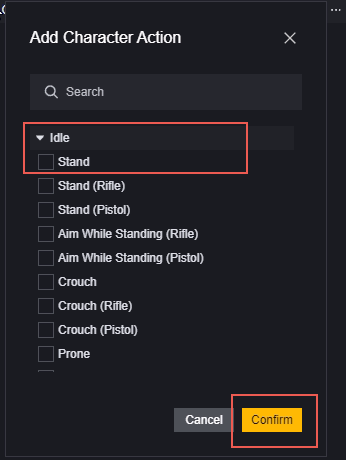 Add Character Action
Search
Idle
Stand
Stand (Rifle)
Stand (Pistol)
Aim While Standing (Rifle)
Aim While Standing (Pistol)
Crouch
Crouch (Rifle)
Crouch (Pistol)
Prone
Cancel
Confirm